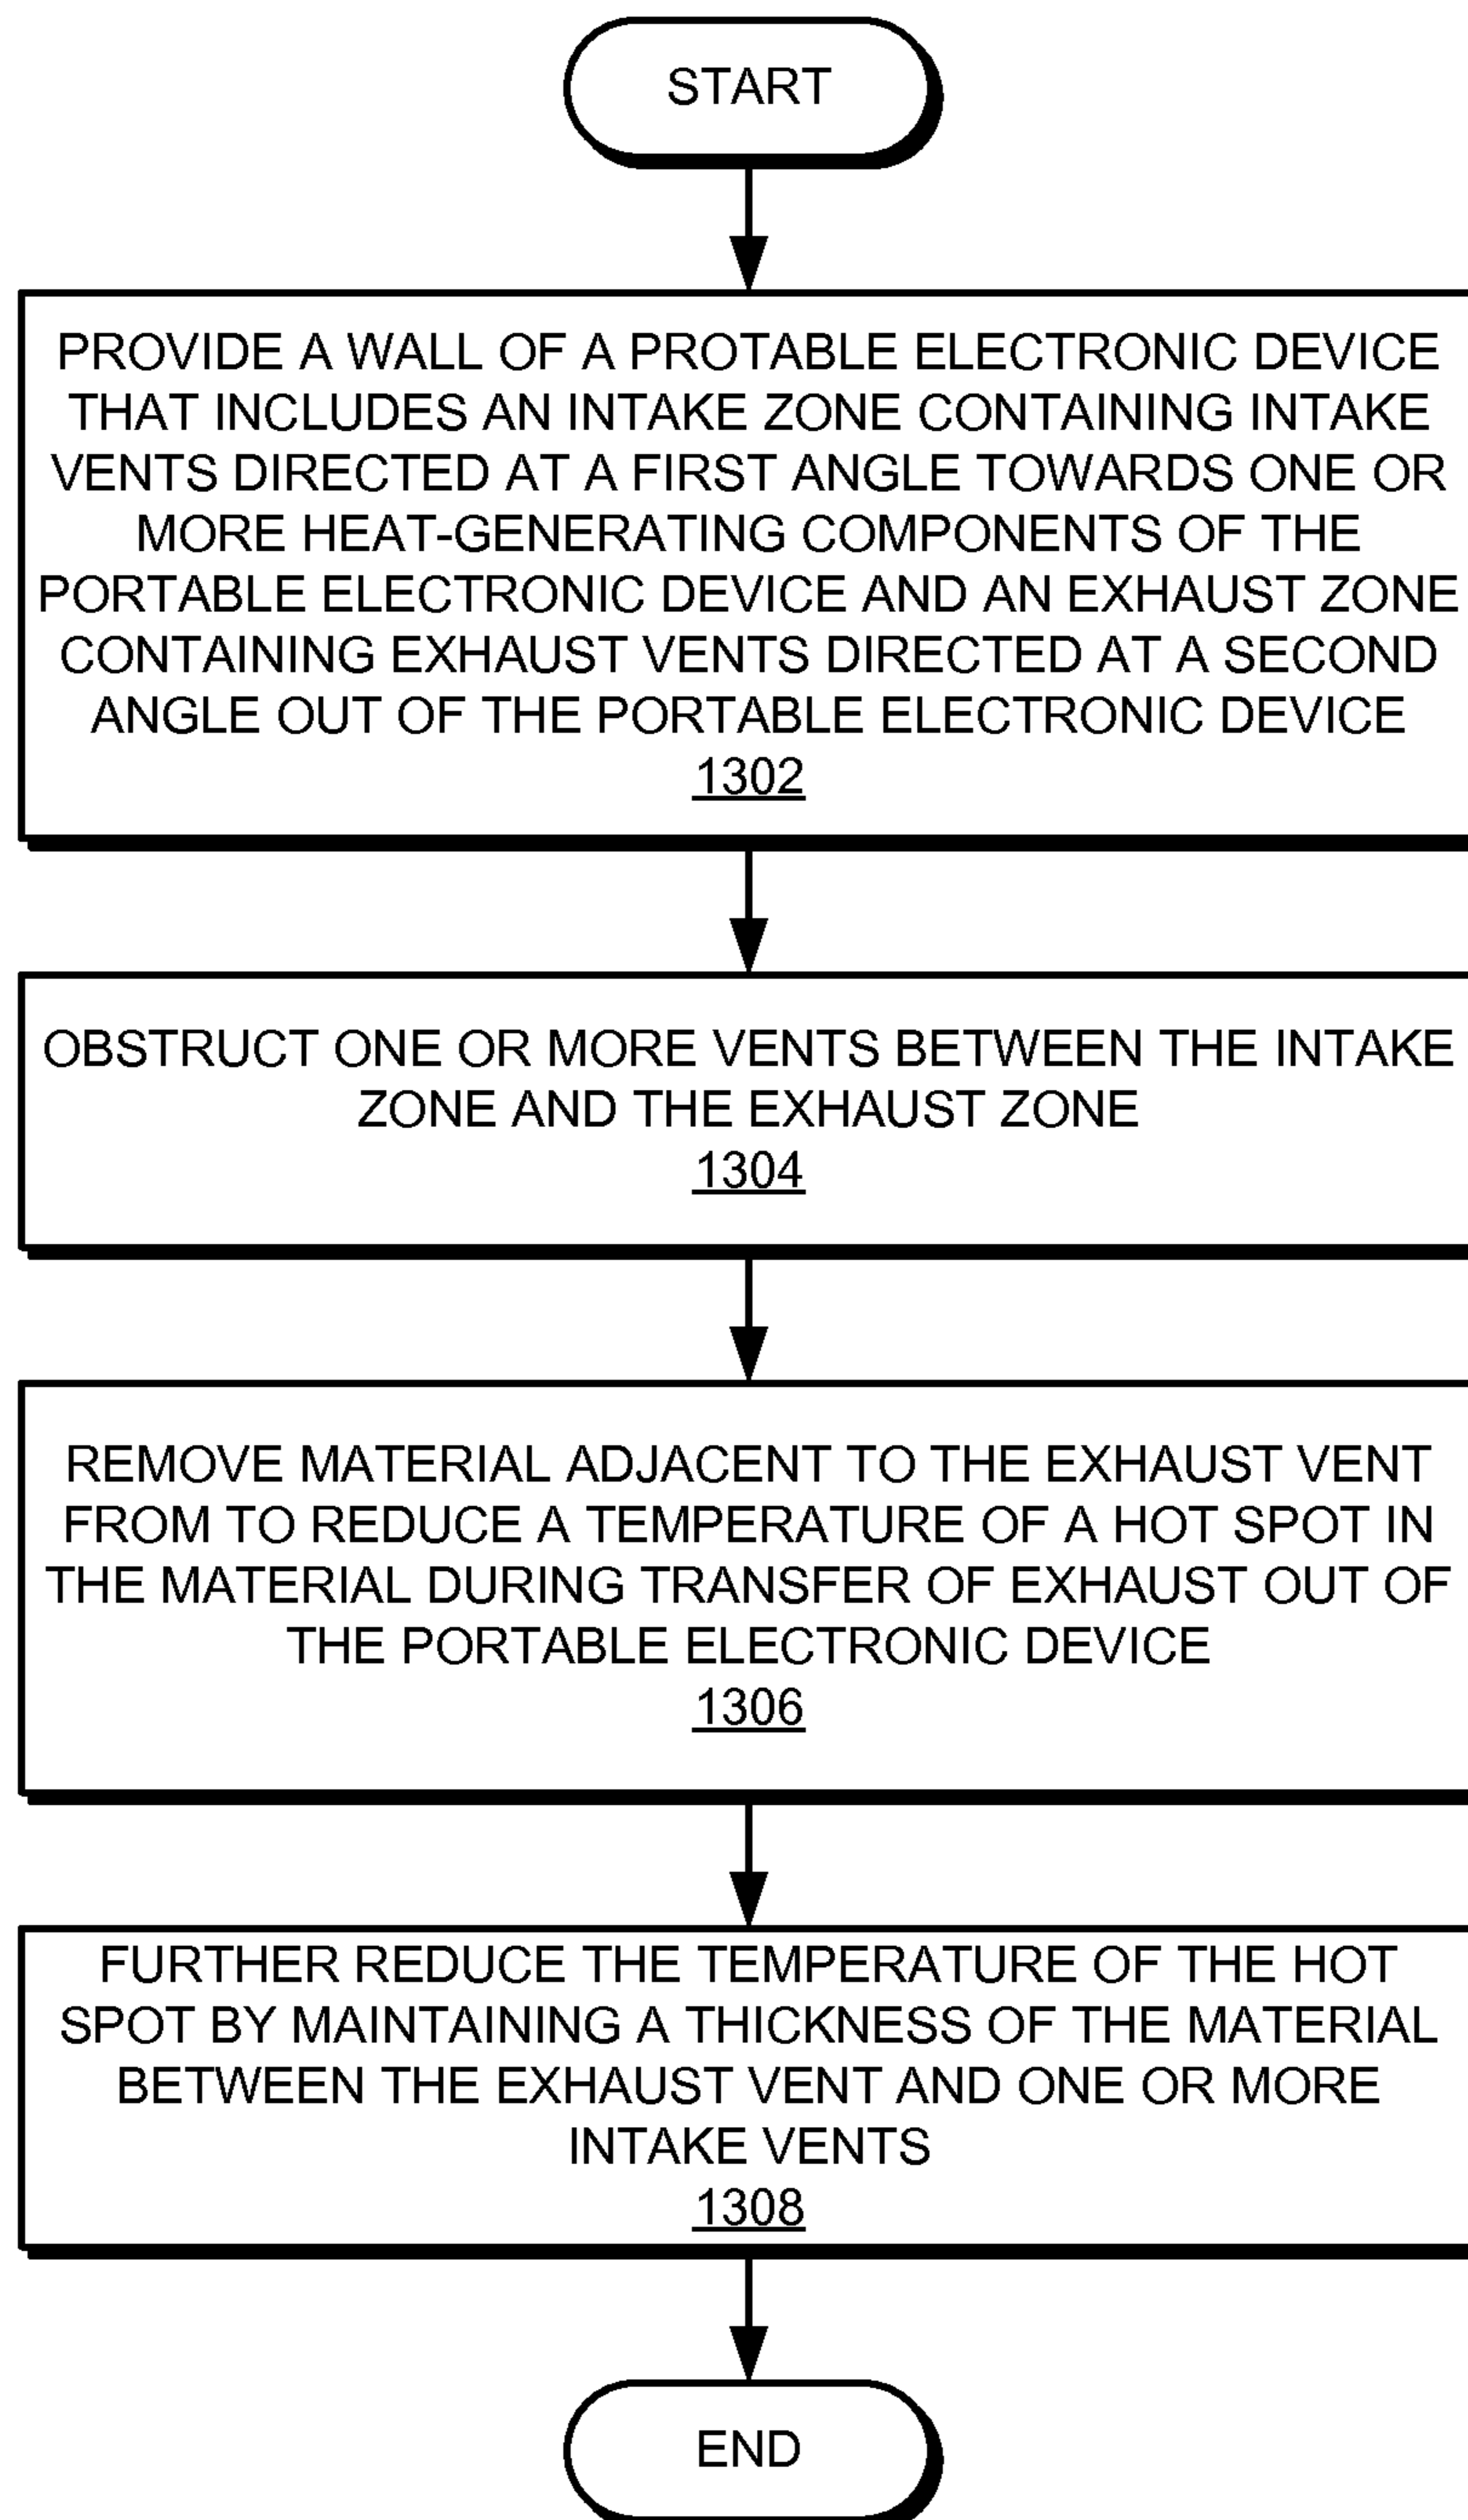 START
PROVIDE A WALL OF A PROTABLE ELECTRONIC DEVICE
THAT INCLUDES AN INTAKE ZONE CONTAINING INTAKE
VENTS DIRECTED AT A FIRST ANGLE TOWARDS ONE OR
MORE HEAT-GENERATING COMPONENTS OF THE
PORTABLE ELECTRONIC DEVICE AND AN EXHAUST ZONE
CONTAINING EXHAUST VENTS DIRECTED AT A SECOND
ANGLE OUT OF THE PORTABLE ELECTRONIC DEVICE
1302
OBSTRUCT ONE OR MORE VENTS BETWEEN THE INTAKE
ZONE AND THE EXHAUST ZONE
1304
REMOVE MATERIAL ADJACENT TO THE EXHAUST VENT
FROM TO REDUCE A TEMPERATURE OF A HOT SPOT IN
THE MATERIAL DURING TRANSFER OF EXHAUST OUT OF
THE PORTABLE ELECTRONIC DEVICE
1306
FURTHER REDUCE THE TEMPERATURE OF THE HOT
SPOT BY MAINTAINING A THICKNESS OF THE MATERIAL
BETWEEN THE EXHAUST VENT AND ONE OR MORE
INTAKE VENTS
1308
END